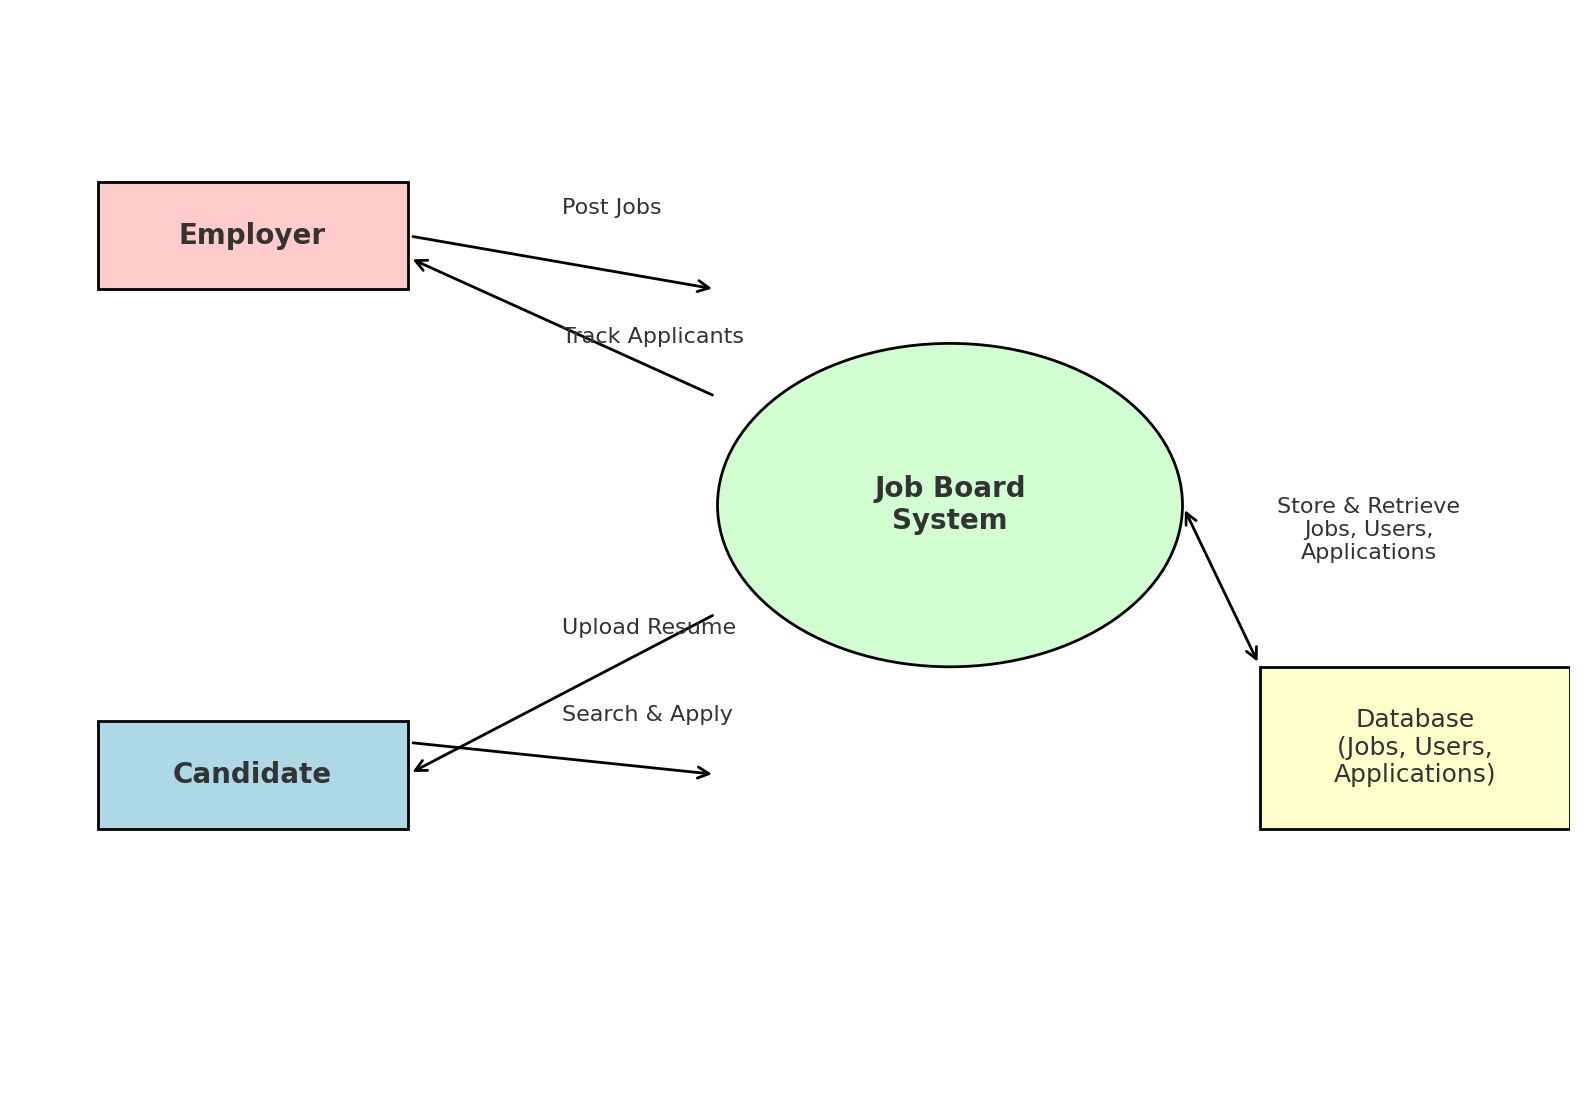 Employer
Post Jobs
Track Applicants
Job Board
System
Store & Retrieve
Jobs, Users,
Applications
Upload Resume
Search & Apply
Candidate
Database
(Jobs, Users,
Applications)